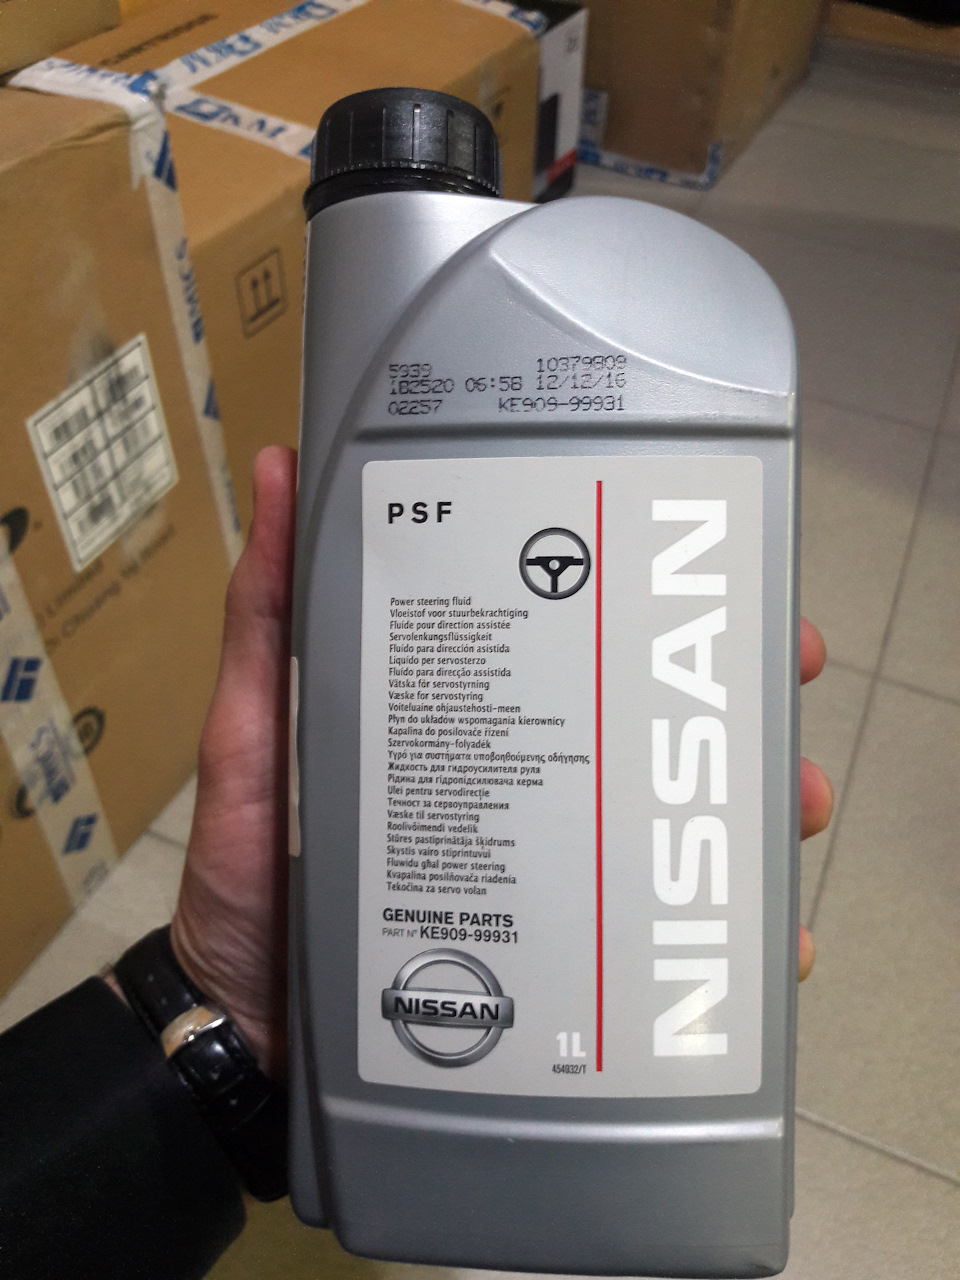 CARTRIDGE
5939 10379809
182520 06:58 12/12/16
02257 KE909-99931
PSF
Power steering fluid
Vloeistof voor stuurbekrachtiging
Fluide pour direction assistée
Servolenkungsflüssigkeit
Fluido para dirección asistida
Liquido per servosterzo
Fluido para direcção assistida
Vätska för servostyrning
Væske for servostyring
Voiteluaine ohjaustehosti-meen
Płyn do układów wspomagania kierownicy
Kapalina do posilovače řízení
Szervokormány-folyadék
Υγρό για συστήματα υποβοηθούμενης οδήγησης
Жидкость для гидроусилителя руля
Рідина для гідропідсилювача керма
Ulei pentru servodirecție
Течност за сервоуправления
Væske til servostyring
Roolivõimendi vedelik
Stūres pastiprinātāja šķidrums
Skystis vairo stiprintuvui
Fluwidu għal power steering
Kvapalina posilňovača riadenia
Tekočina za servo volan
GENUINE PARTS
PART N° KE909-99931
NISSAN
1L
454932/T
NISSAN